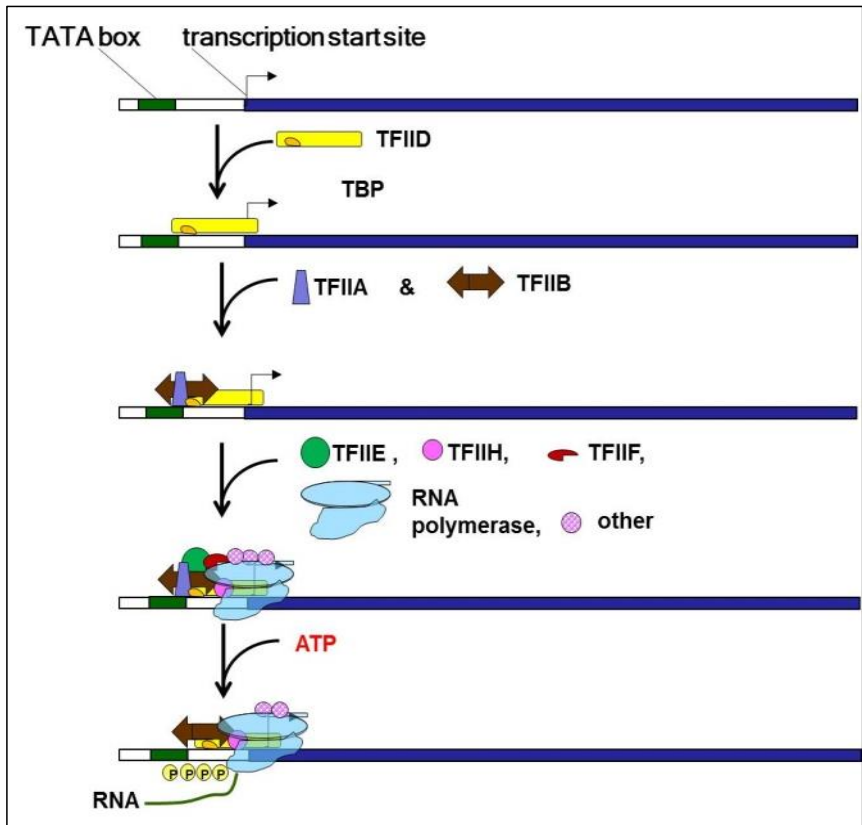 TATA box transcription start site
TFIID
TBP
TFIIA & TFIIB
TFIIE , TFIIH, TFIIF,
RNA
polymerase, other
ATP
P P P P
RNA